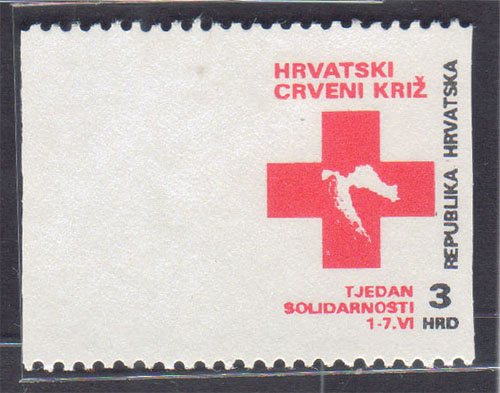 HRVATSKI
CRVENI KRIŽ
REPUBLIKA HRVATSKA
TJEDAN
SOLIDARNOSTI
1-7.VI
3
HRD